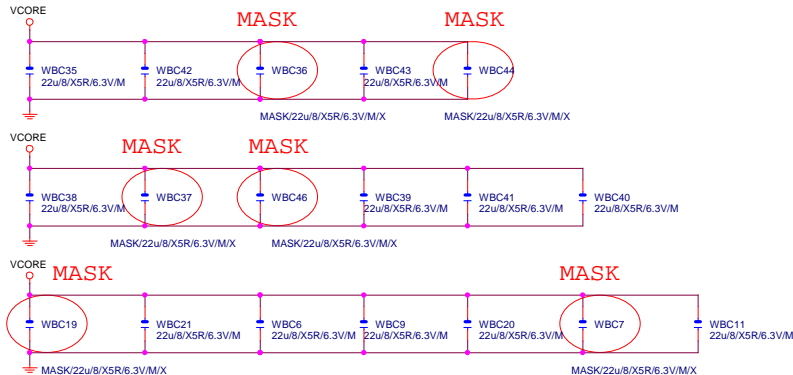 VCORE
MASK MASK
WBC35 WBC42 WBC36 WBC43 WBC44
22u/8/X5R/6.3V/M 22u/8/X5R/6.3V/M 22u/8/X5R/6.3V/M
MASK/22u/8/X5R/6.3V/M/X MASK/22u/8/X5R/6.3V/M/X
VCORE
MASK MASK
WBC38 WBC37 WBC46 WBC39 WBC41 WBC40
22u/8/X5R/6.3V/M 22u/8/X5R/6.3V/M 22u/8/X5R/6.3V/M 22u/8/X5R/6.3V/M
MASK/22u/8/X5R/6.3V/M/X MASK/22u/8/X5R/6.3V/M/X
VCORE
MASK MASK
WBC19 WBC21 WBC6 WBC9 WBC20 WBC7 WBC11
22u/8/X5R/6.3V/M 22u/8/X5R/6.3V/M 22u/8/X5R/6.3V/M 22u/8/X5R/6.3V/M 22u/8/X5R/6.3V/M
MASK/22u/8/X5R/6.3V/M/X MASK/22u/8/X5R/6.3V/M/X